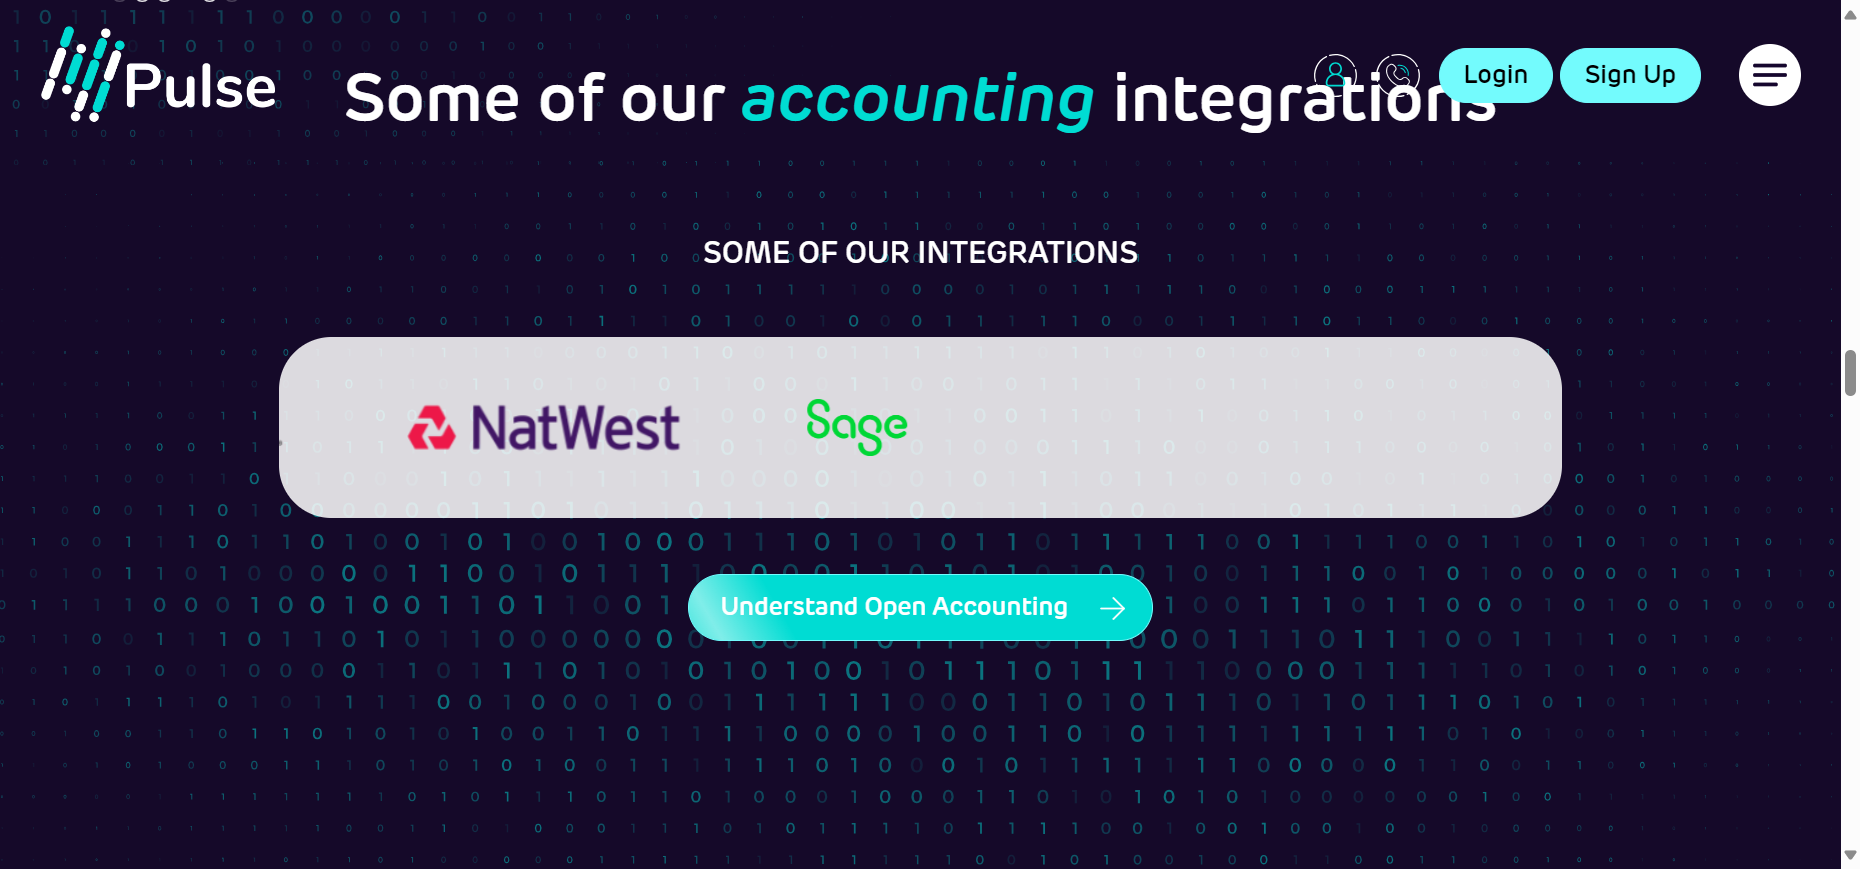 Pulse
Some of our accounting integrations
Login
Sign Up
SOME OF OUR INTEGRATIONS
NatWest
Sage
Understand Open Accounting